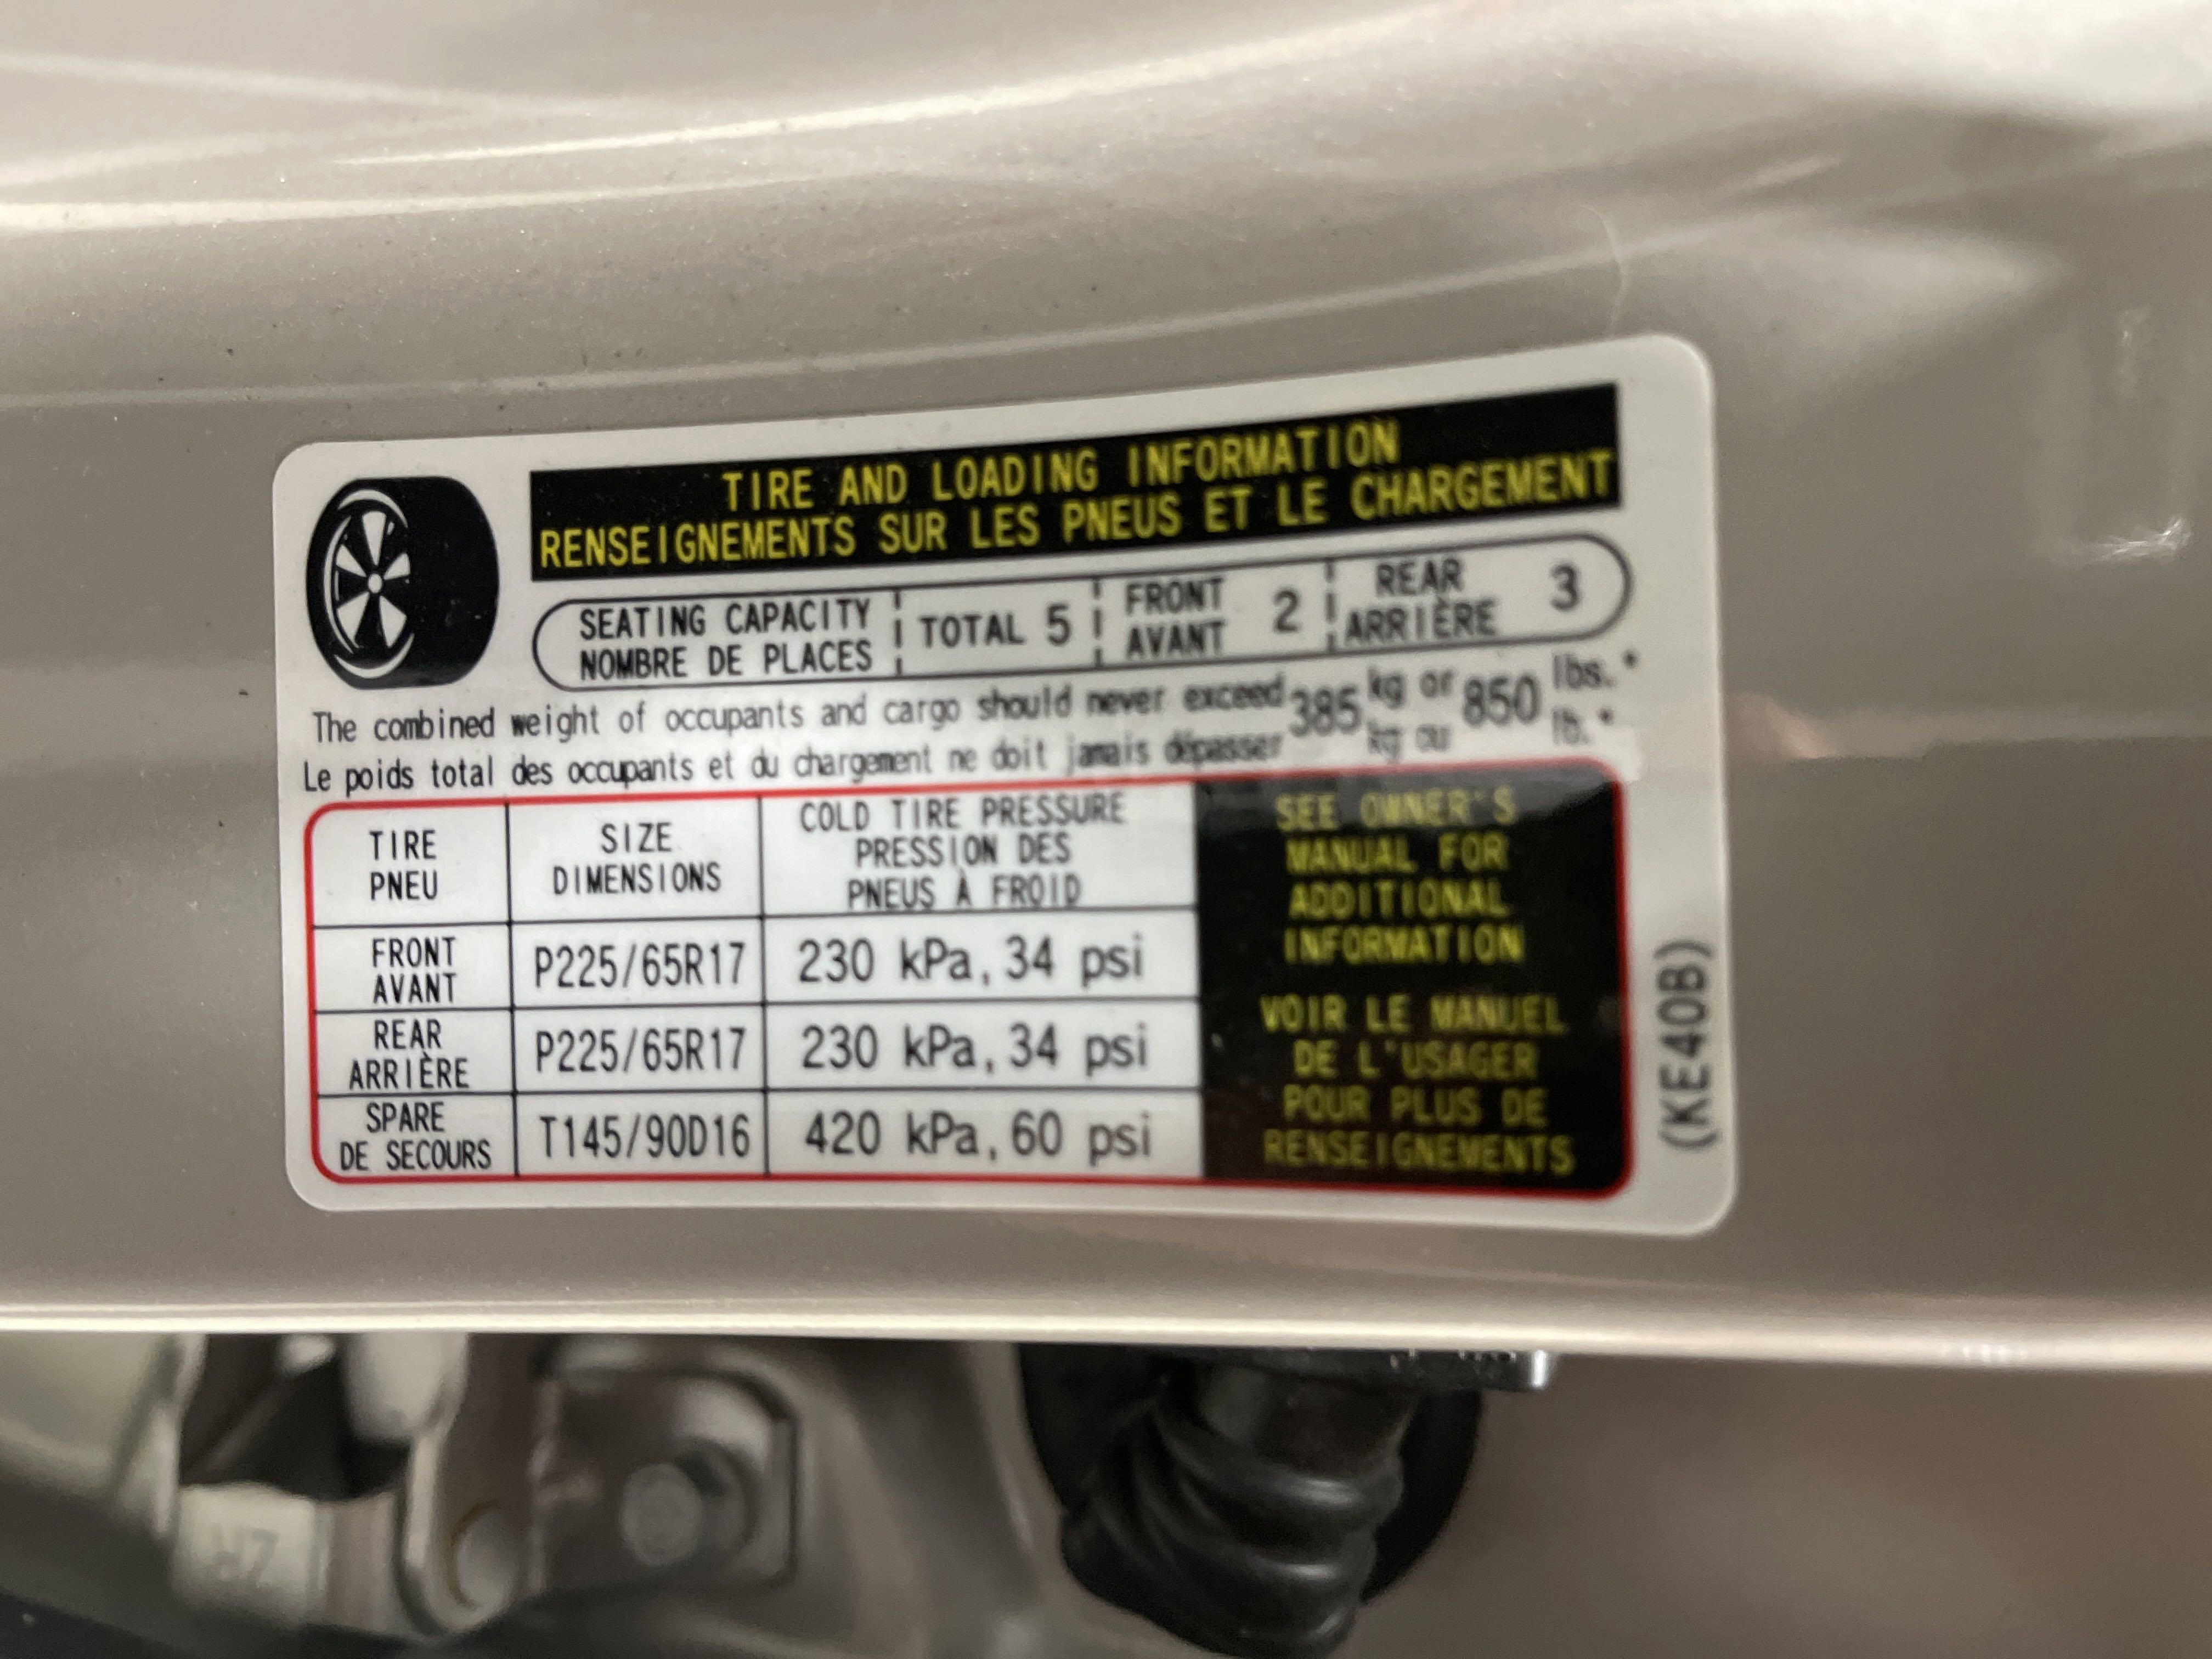 TIRE AND LOADING INFORMATION
RENSEIGNEMENTS SUR LES PNEUS ET LE CHARGEMENT
SEATING CAPACITY
NOMBRE DE PLACES
TOTAL 5
FRONT
AVANT
2
REAR
ARRIÈRE
3
The combined weight of occupants and cargo should never exceed 385 kg or 850 lbs.*
Le poids total des occupants et du chargement ne doit jamais dépasser kg ou lb.*
TIRE
PNEU
SIZE
DIMENSIONS
COLD TIRE PRESSURE
PRESSION DES
PNEUS À FROID
FRONT
AVANT
P225/65R17
230 kPa, 34 psi
REAR
ARRIÈRE
P225/65R17
230 kPa, 34 psi
SPARE
DE SECOURS
T145/90D16
420 kPa, 60 psi
SEE OWNER'S
MANUAL FOR
ADDITIONAL
INFORMATION
VOIR LE MANUEL
DE L'USAGER
POUR PLUS DE
RENSEIGNEMENTS
(KE40B)